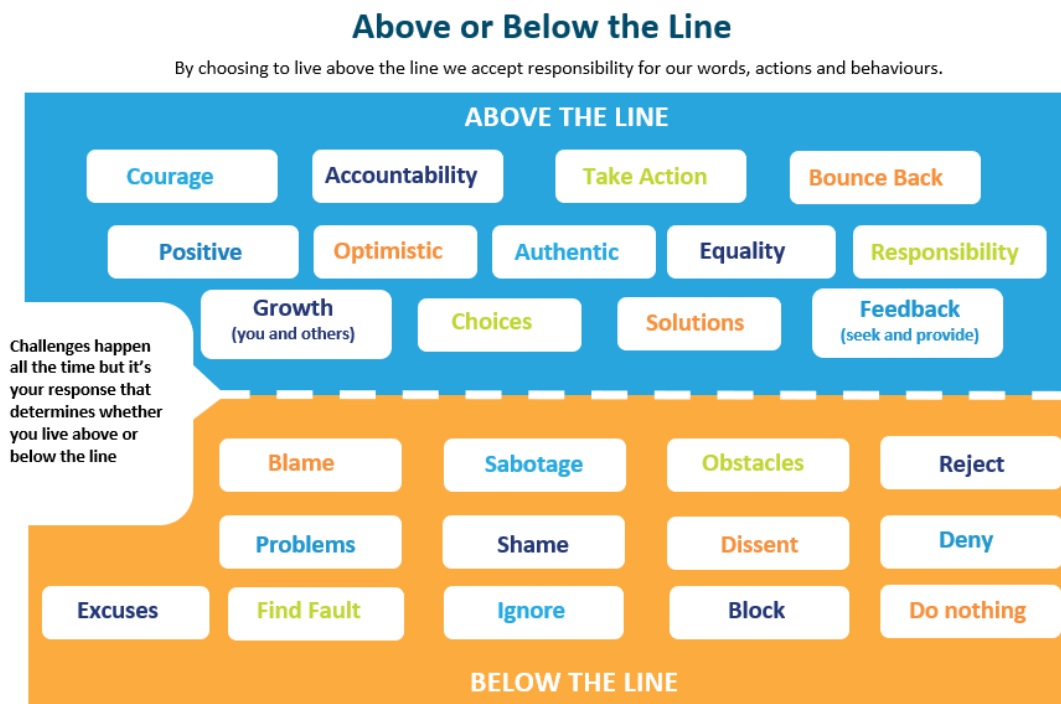 Above or Below the Line
By choosing to live above the line we accept responsibility for our words, actions and behaviours.
ABOVE THE LINE
Courage
Accountability
Take Action
Bounce Back
Positive
Optimistic
Authentic
Equality
Responsibility
Growth
(you and others)
Choices
Solutions
Feedback
(seek and provide)
Challenges happen
all the time but it's
your response that
determines whether
you live above or
below the line
Blame
Sabotage
Obstacles
Reject
Problems
Shame
Dissent
Deny
Excuses
Find Fault
Ignore
Block
Do nothing
BELOW THE LINE